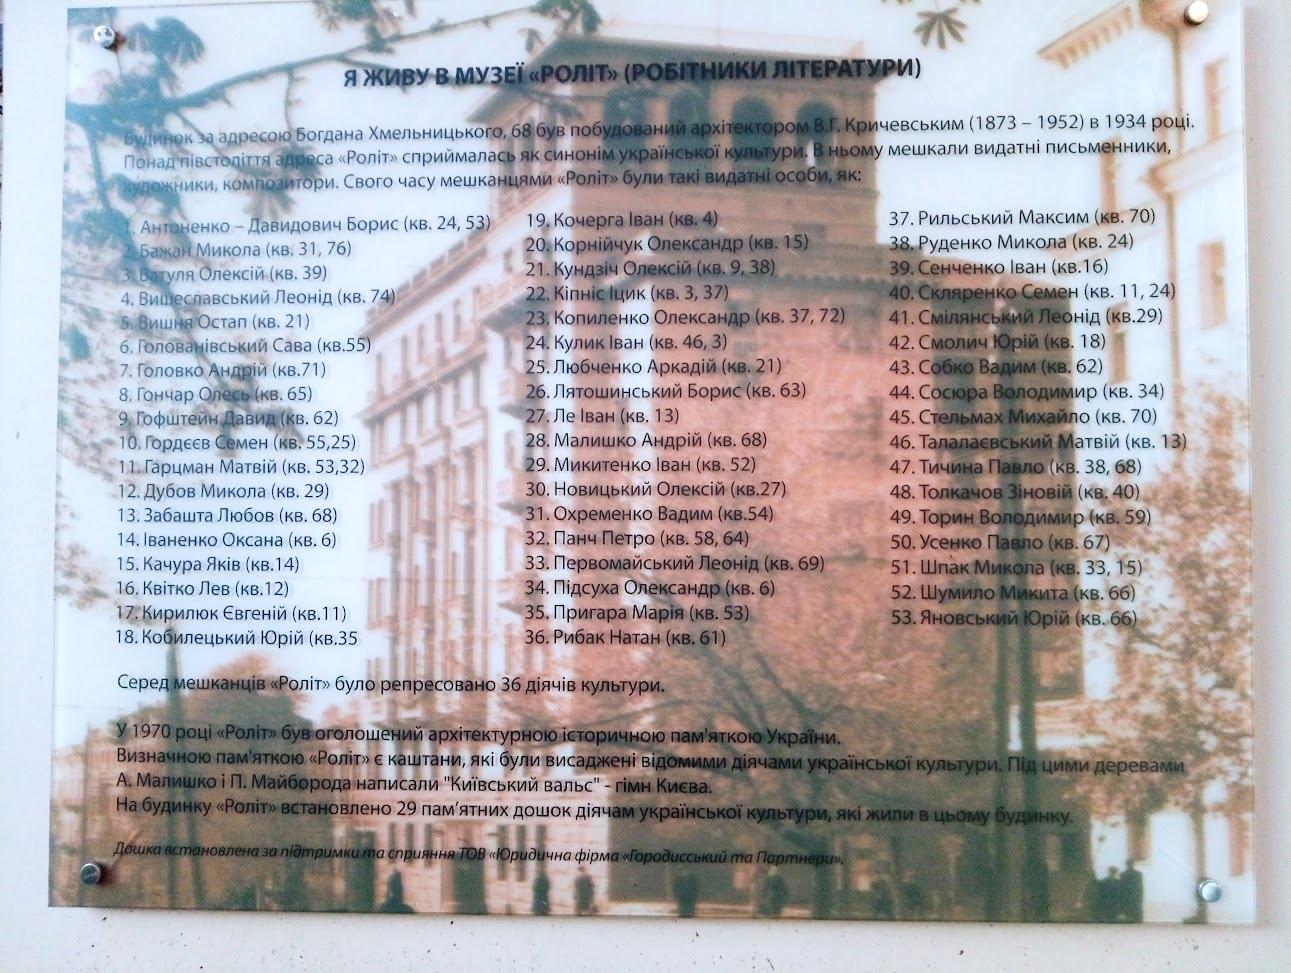 Я ЖИВУ В МУЗЕЇ «РОЛІТ» (РОБІТНИКИ ЛІТЕРАТУРИ)
Будинок за адресою Богдана Хмельницького, 68 був побудований архітектором В.Г. Кричевським (1873 – 1952) в 1934 році.
Понад півстоліття адреса «Роліт» сприймалась як синонім української культури. В ньому мешкали видатні письменники,
художники, композитори. Свого часу мешканцями «Роліт» були такі видатні особи, як:
1. Антоненко – Давидович Борис (кв. 24, 53)
2. Бажан Микола (кв. 31, 76)
3. Ватуля Олексій (кв. 39)
4. Вишеславський Леонід (кв. 74)
5. Вишня Остап (кв. 21)
6. Голованівський Сава (кв.55)
7. Головко Андрій (кв.71)
8. Гончар Олесь (кв. 65)
9. Гофштейн Давид (кв. 62)
10. Гордєєв Семен (кв. 55,25)
11. Гарцман Матвій (кв. 53,32)
12. Дубов Микола (кв. 29)
13. Забашта Любов (кв. 68)
14. Іваненко Оксана (кв. 6)
15. Качура Яків (кв.14)
16. Квітко Лев (кв.12)
17. Кирилюк Євгеній (кв.11)
18. Кобилецький Юрій (кв.35
19. Кочерга Іван (кв. 4)
20. Корнійчук Олександр (кв. 15)
21. Кундзіч Олексій (кв. 9, 38)
22. Кіпніс Іцик (кв. 3, 37)
23. Копиленко Олександр (кв. 37, 72)
24. Кулик Іван (кв. 46, 3)
25. Любченко Аркадій (кв. 21)
26. Лятошинський Борис (кв. 63)
27. Ле Іван (кв. 13)
28. Малишко Андрій (кв. 68)
29. Микитенко Іван (кв. 52)
30. Новицький Олексій (кв.27)
31. Охременко Вадим (кв.54)
32. Панч Петро (кв. 58, 64)
33. Первомайський Леонід (кв. 69)
34. Підсуха Олександр (кв. 6)
35. Пригара Марія (кв. 53)
36. Рибак Натан (кв. 61)
37. Рильський Максим (кв. 70)
38. Руденко Микола (кв. 24)
39. Сенченко Іван (кв.16)
40. Скляренко Семен (кв. 11, 24)
41. Смілянський Леонід (кв.29)
42. Смолич Юрій (кв. 18)
43. Собко Вадим (кв. 62)
44. Сосюра Володимир (кв. 34)
45. Стельмах Михайло (кв. 70)
46. Талалаєвський Матвій (кв. 13)
47. Тичина Павло (кв. 38, 68)
48. Толкачов Зіновій (кв. 40)
49. Торин Володимир (кв. 59)
50. Усенко Павло (кв. 67)
51. Шпак Микола (кв. 33, 15)
52. Шумило Микита (кв. 66)
53. Яновський Юрій (кв. 66)
Серед мешканців «Роліт» було репресовано 36 діячів культури.
У 1970 році «Роліт» був оголошений архітектурною історичною пам'яткою України.
Визначною пам'яткою «Роліт» є каштани, які були висаджені відомими діячами української культури. Під цими деревами
А. Малишко і П. Майборода написали "Київський вальс" - гімн Києва.
На будинку «Роліт» встановлено 29 пам'ятних дошок діячам української культури, які жили в цьому будинку.
Дошка встановлена за підтримки та сприяння ТОВ «Юридична фірма «Городисський та Партнери».